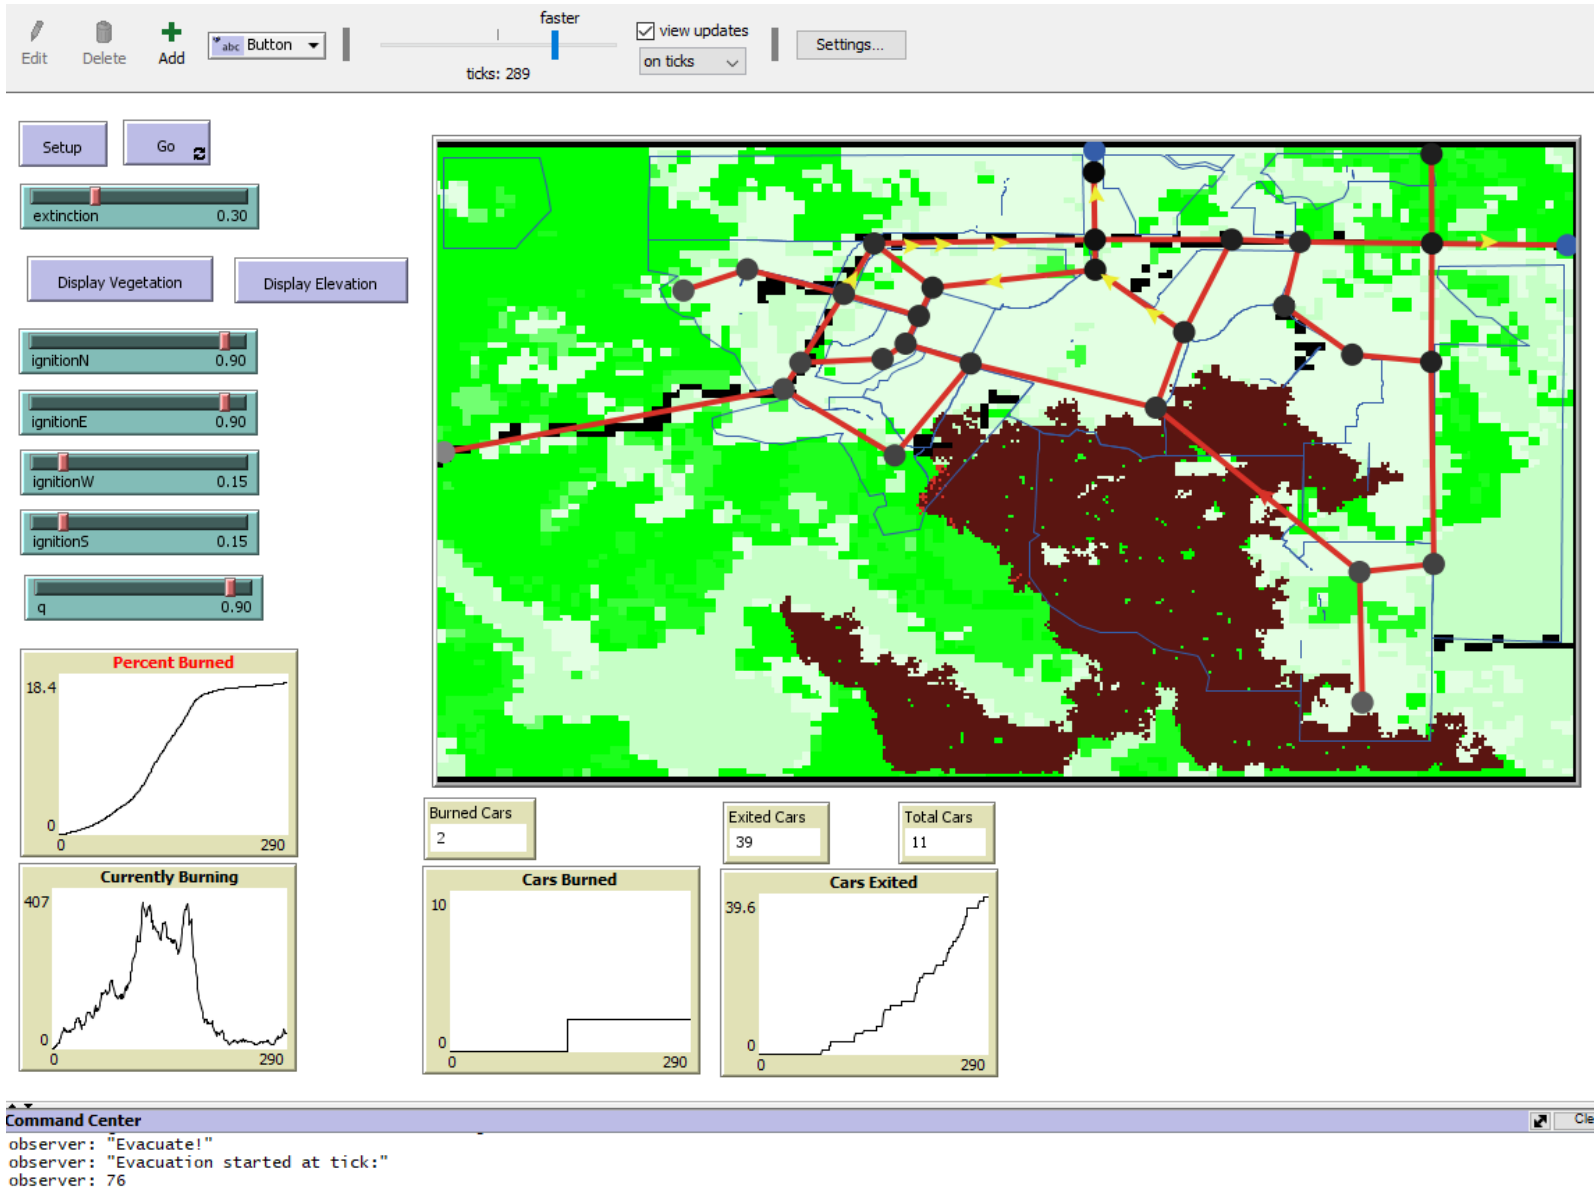 faster
Edit
Delete
Add
abc Button
ticks: 289
view updates
on ticks
Settings...
Setup
Go
extinction 0.30
Display Vegetation
Display Elevation
ignitionN 0.90
ignitionE 0.90
ignitionW 0.15
ignitionS 0.15
q 0.90
Percent Burned
18.4
0
0 290
Currently Burning
407
0
0 290
Burned Cars
2
Exited Cars
39
Total Cars
11
Cars Burned
10
0
0 290
Cars Exited
39.6
0
0 290
Command Center
Cle
observer: "Evacuate!"
observer: "Evacuation started at tick:"
observer: 76